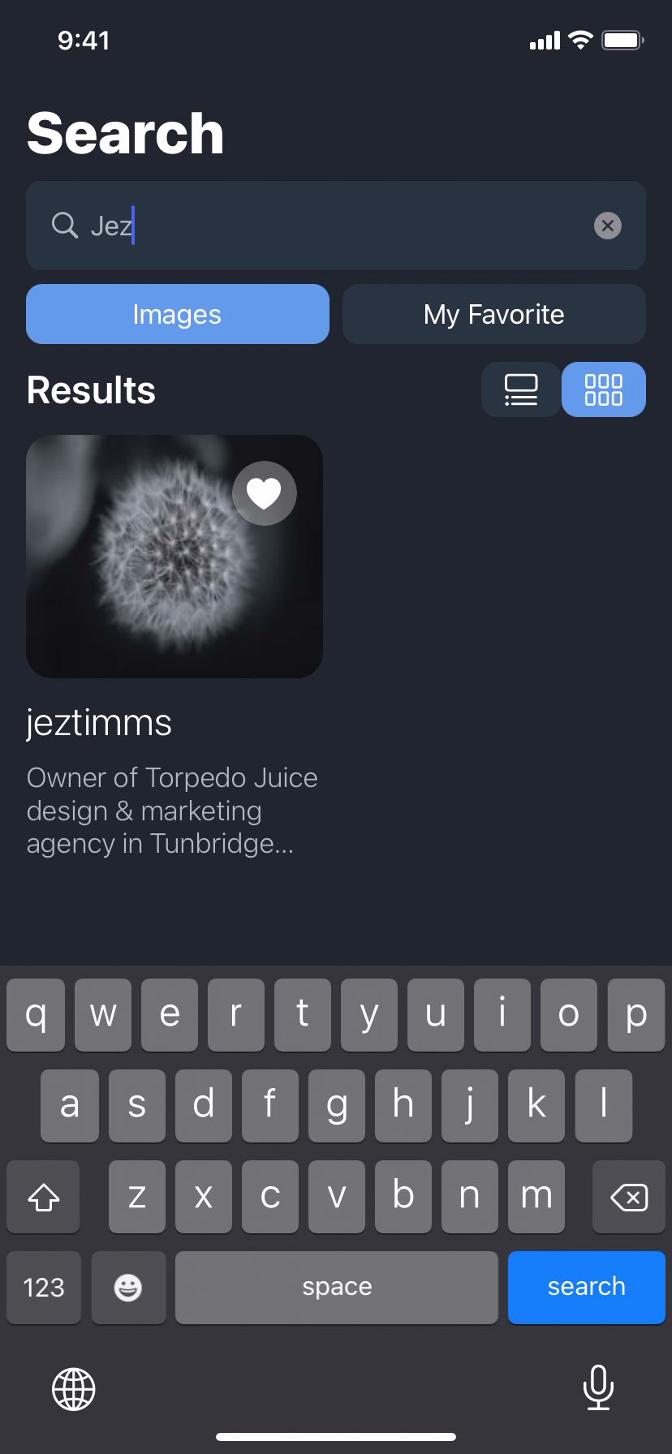 9:41
Search
Jez
Images
My Favorite
Results
jeztimms
Owner of Torpedo Juice
design & marketing
agency in Tunbridge...
q w e r t y u i o p
a s d f g h j k l
z x c v b n m
123 space search